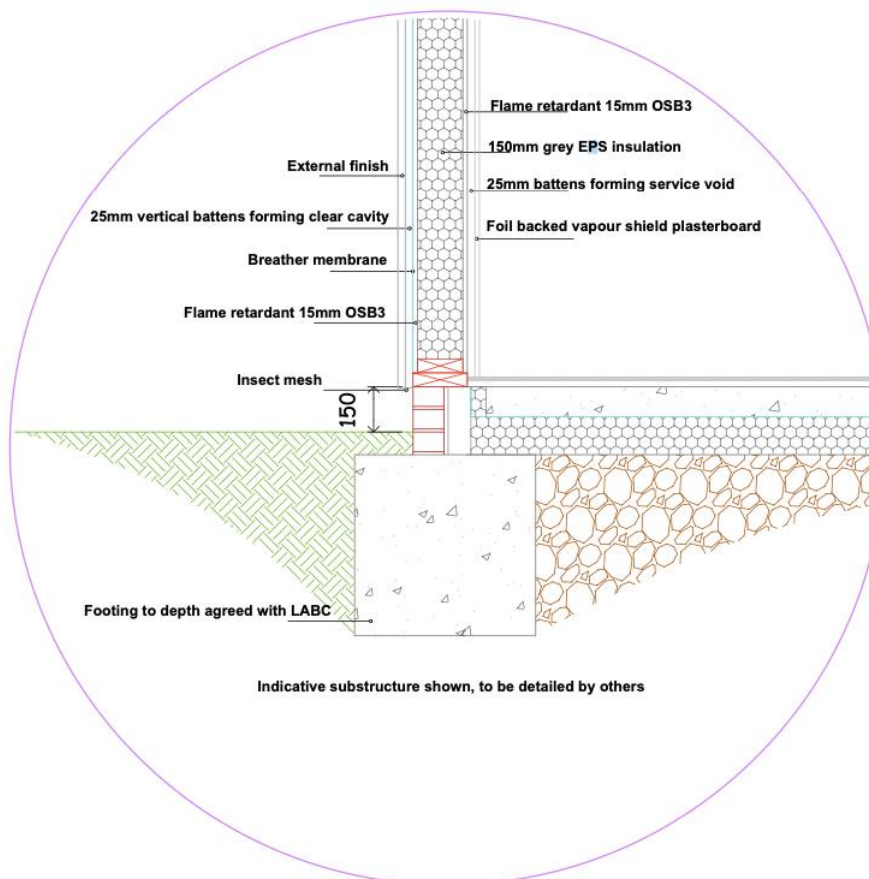 Flame retardant 15mm OSB3
150mm grey EPS insulation
External finish
25mm battens forming service void
25mm vertical battens forming clear cavity
Foil backed vapour shield plasterboard
Breather membrane
Flame retardant 15mm OSB3
Insect mesh
150
Footing to depth agreed with LABC
Indicative substructure shown, to be detailed by others